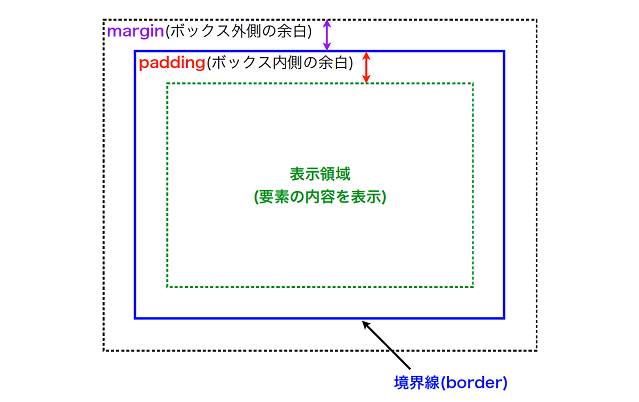 margin(ボックス外側の余白)
padding(ボックス内側の余白)
表示領域
(要素の内容を表示)
境界線(border)